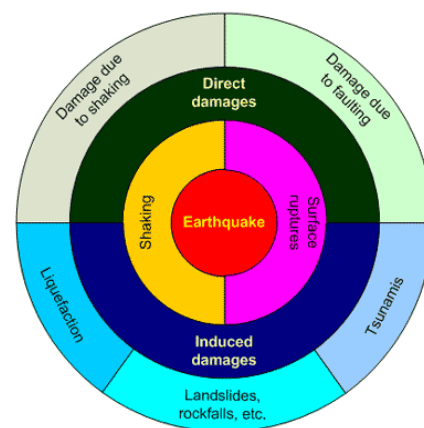 Damage due
to shaking
Damage due
to faulting
Direct
damages
Shaking
Earthquake
Surface
ruptures
Liquefaction
Induced
damages
Tsunamis
Landslides,
rockfalls, etc.